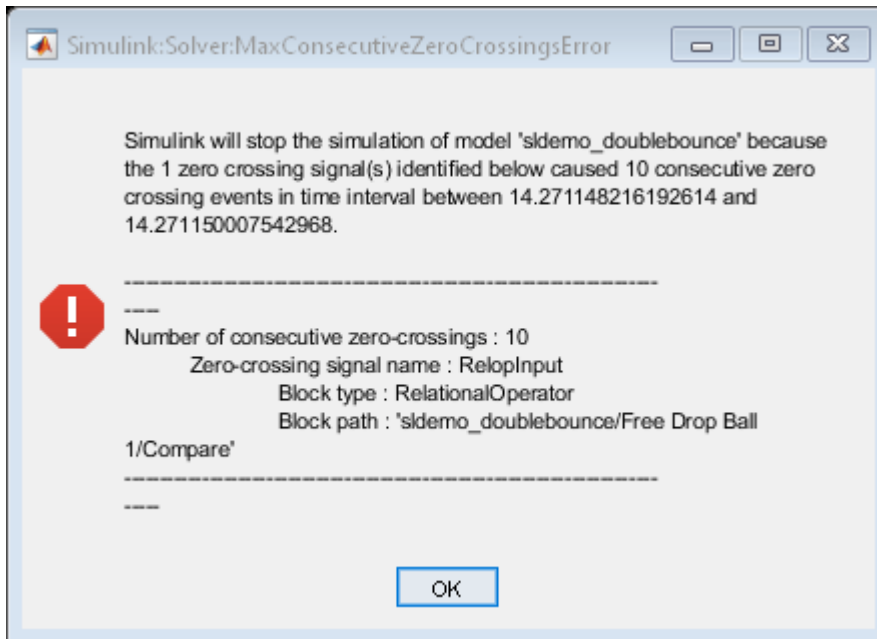 Simulink:Solver:MaxConsecutiveZeroCrossingsError
Simulink will stop the simulation of model 'sldemo_doublebounce' because
the 1 zero crossing signal(s) identified below caused 10 consecutive zero
crossing events in time interval between 14.271148216192614 and
14.271150007542968.
--------------------------------------------------------------------------------
-----
Number of consecutive zero-crossings : 10
Zero-crossing signal name : RelopInput
Block type : RelationalOperator
Block path : 'sldemo_doublebounce/Free Drop Ball
1/Compare'
--------------------------------------------------------------------------------
-----
OK